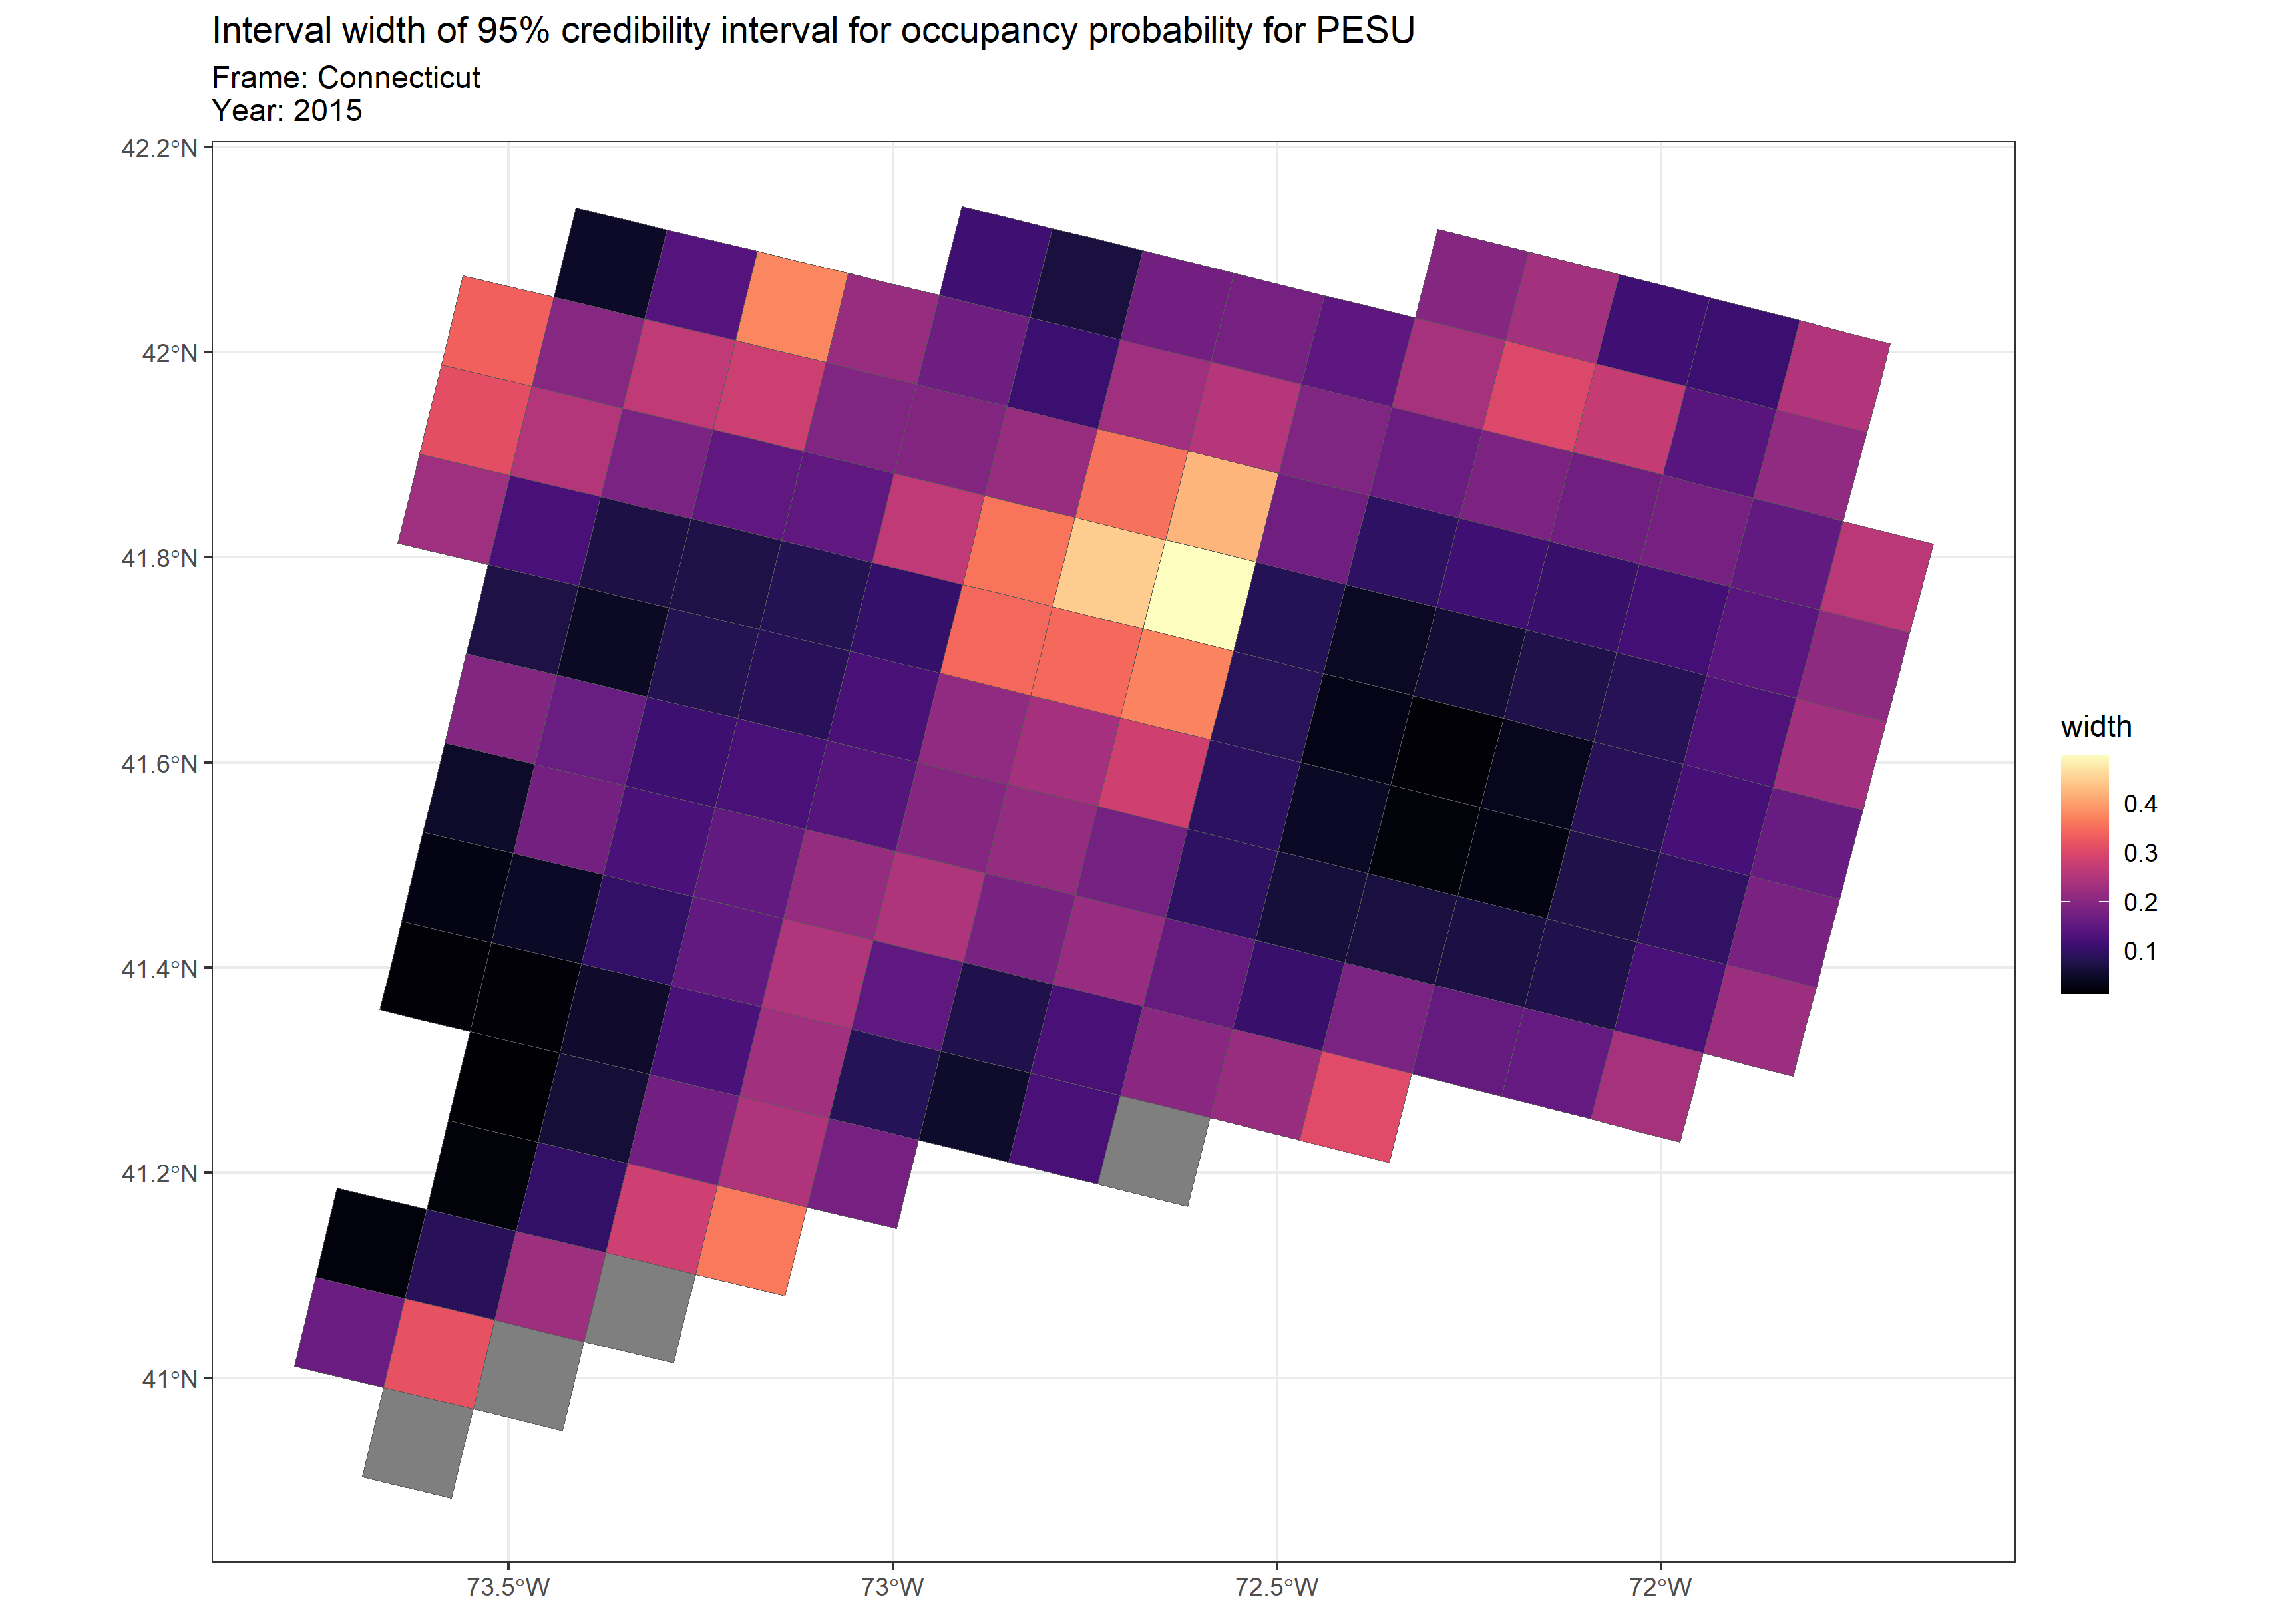 Interval width of 95% credibility interval for occupancy probability for PESU
Frame: Connecticut
Year: 2015
42.2°N
42°N
41.8°N
41.6°N
41.4°N
41.2°N
41°N
73.5°W
73°W
72.5°W
72°W
width
0.4
0.3
0.2
0.1